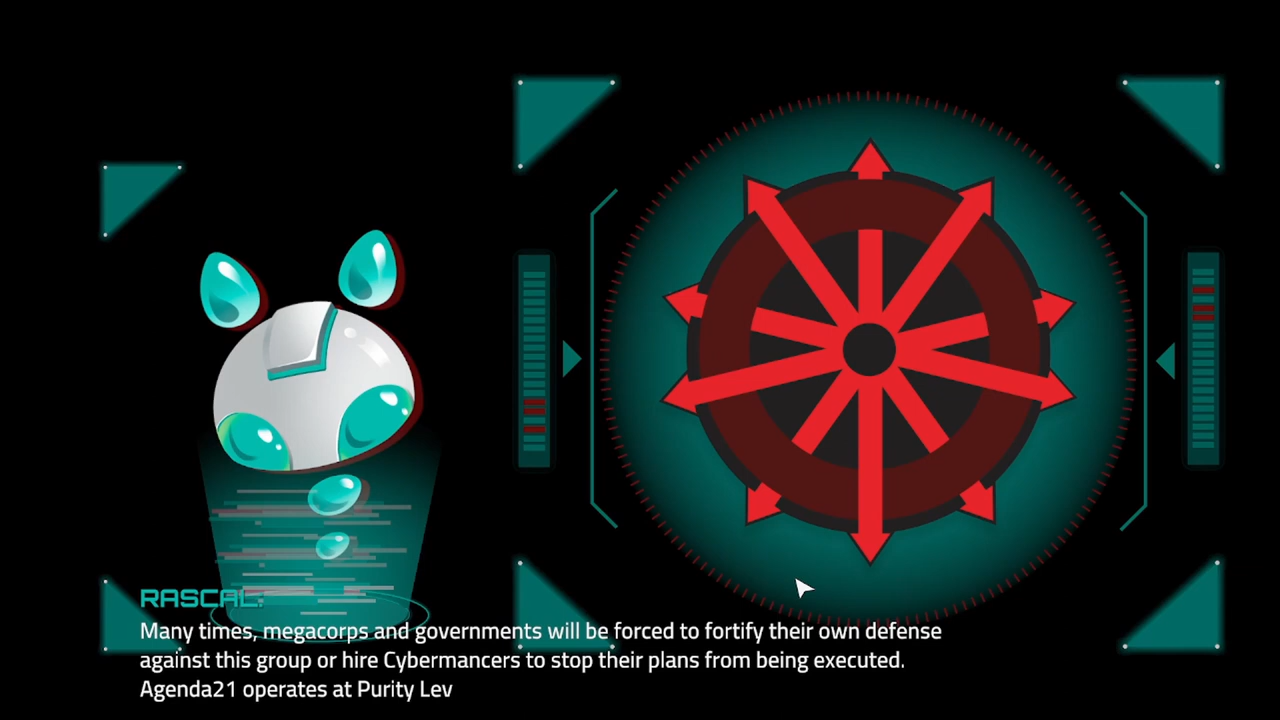 RASCAL:
Many times, megacorps and governments will be forced to fortify their own defense
against this group or hire Cybermancers to stop their plans from being executed.
Agenda21 operates at Purity Lev